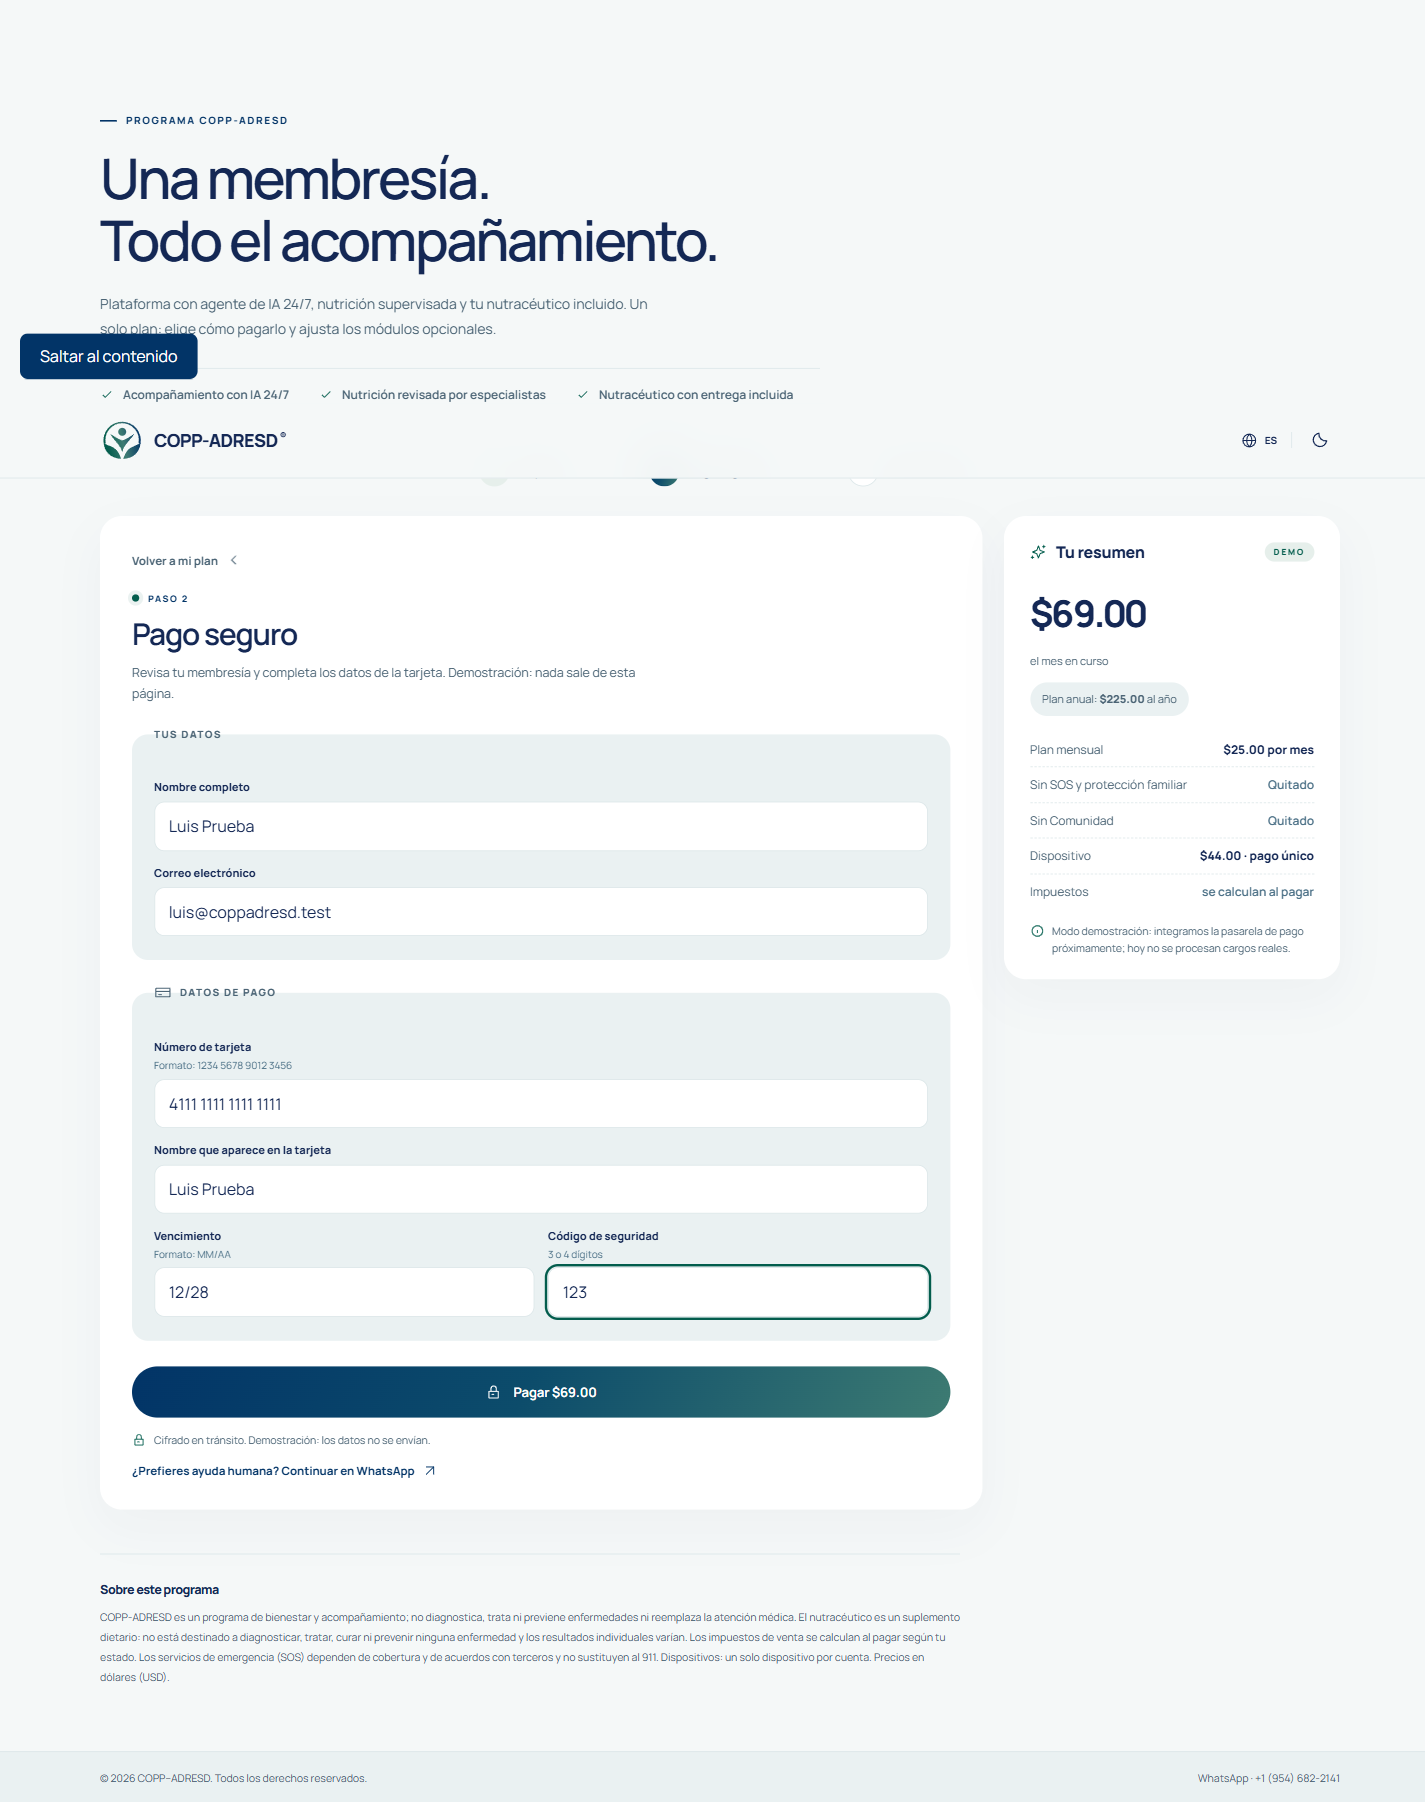 PROGRAMA COPP-ADRESD
Una membresía.
Todo el acompañamiento.
Plataforma con agente de IA 24/7, nutrición supervisada y tu nutracéutico incluido. Un
solo plan: elige cómo pagarlo y ajusta los módulos opcionales.
Saltar al contenido
Acompañamiento con IA 24/7
Nutrición revisada por especialistas
Nutracéutico con entrega incluida
COPP-ADRESD®
ES
Volver a mi plan
PASO 2
Pago seguro
Revisa tu membresía y completa los datos de la tarjeta. Demostración: nada sale de esta
página.
TUS DATOS
Nombre completo
Luis Prueba
Correo electrónico
luis@coppadresd.test
DATOS DE PAGO
Número de tarjeta
Formato: 1234 5678 9012 3456
4111 1111 1111 1111
Nombre que aparece en la tarjeta
Luis Prueba
Vencimiento
Formato: MM/AA
12/28
Código de seguridad
3 o 4 dígitos
123
Pagar $69.00
Cifrado en tránsito. Demostración: los datos no se envían.
¿Prefieres ayuda humana? Continuar en WhatsApp
Tu resumen
DEMO
$69.00
el mes en curso
Plan anual: $225.00 al año
Plan mensual
$25.00 por mes
Sin SOS y protección familiar
Quitado
Sin Comunidad
Quitado
Dispositivo
$44.00 · pago único
Impuestos
se calculan al pagar
Modo demostración: integramos la pasarela de pago
próximamente; hoy no se procesan cargos reales.
Sobre este programa
COPP-ADRESD es un programa de bienestar y acompañamiento; no diagnostica, trata ni previene enfermedades ni reemplaza la atención médica. El nutracéutico es un suplemento
dietario: no está destinado a diagnosticar, tratar, curar ni prevenir ninguna enfermedad y los resultados individuales varían. Los impuestos de venta se calculan al pagar según tu
estado. Los servicios de emergencia (SOS) dependen de cobertura y de acuerdos con terceros y no sustituyen al 911. Dispositivos: un solo dispositivo por cuenta. Precios en
dólares (USD).
© 2026 COPP-ADRESD. Todos los derechos reservados.
WhatsApp · +1 (954) 682-2141